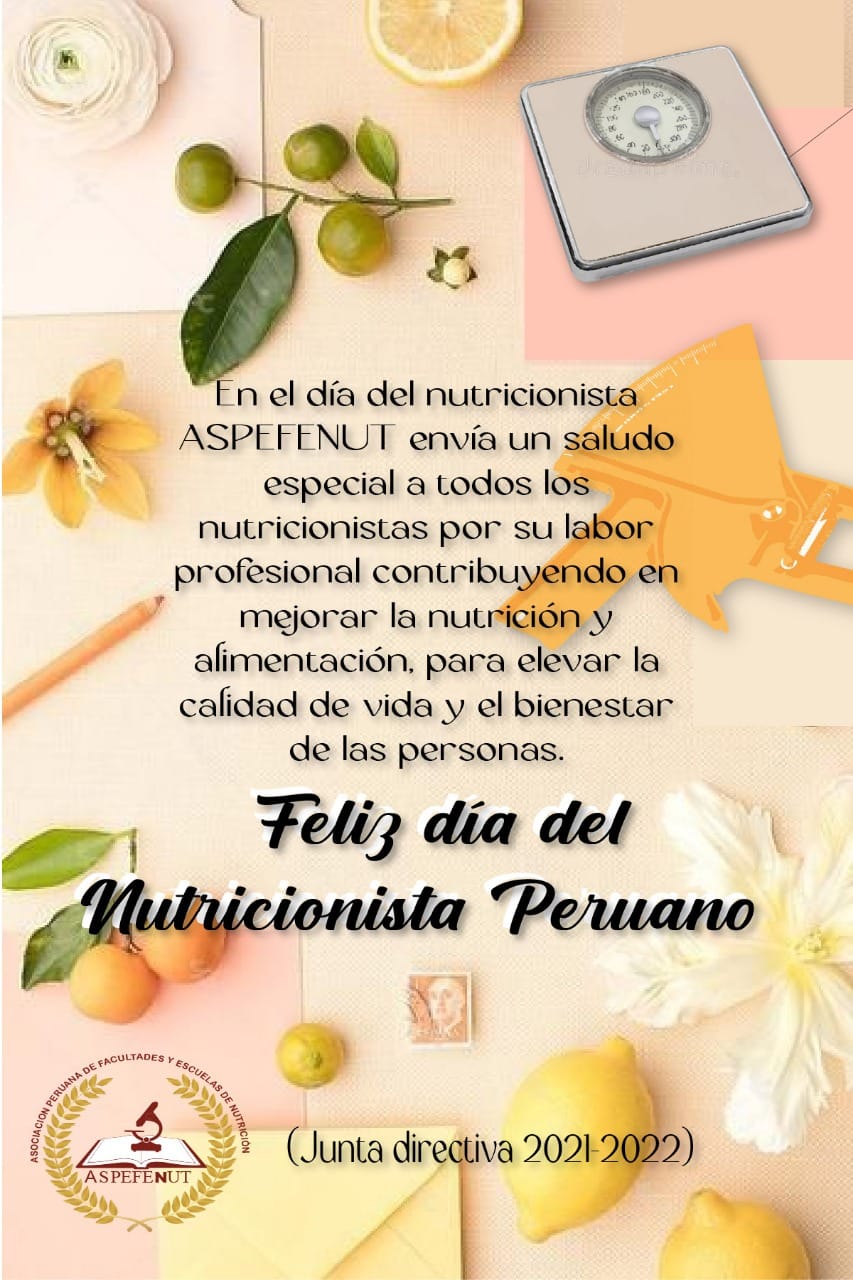 En el día del nutricionista
ASPEFENUT envía un saludo
especial a todos los
nutricionistas por su labor
profesional contribuyendo en
mejorar la nutrición y
alimentación, para elevar la
calidad de vida y el bienestar
de las personas.
Feliz día del
Nutricionista Peruano
ASOCIACIÓN PERUANA DE FACULTADES Y ESCUELAS DE NUTRICIÓN
ASPEFENUT
(Junta directiva 2021-2022)